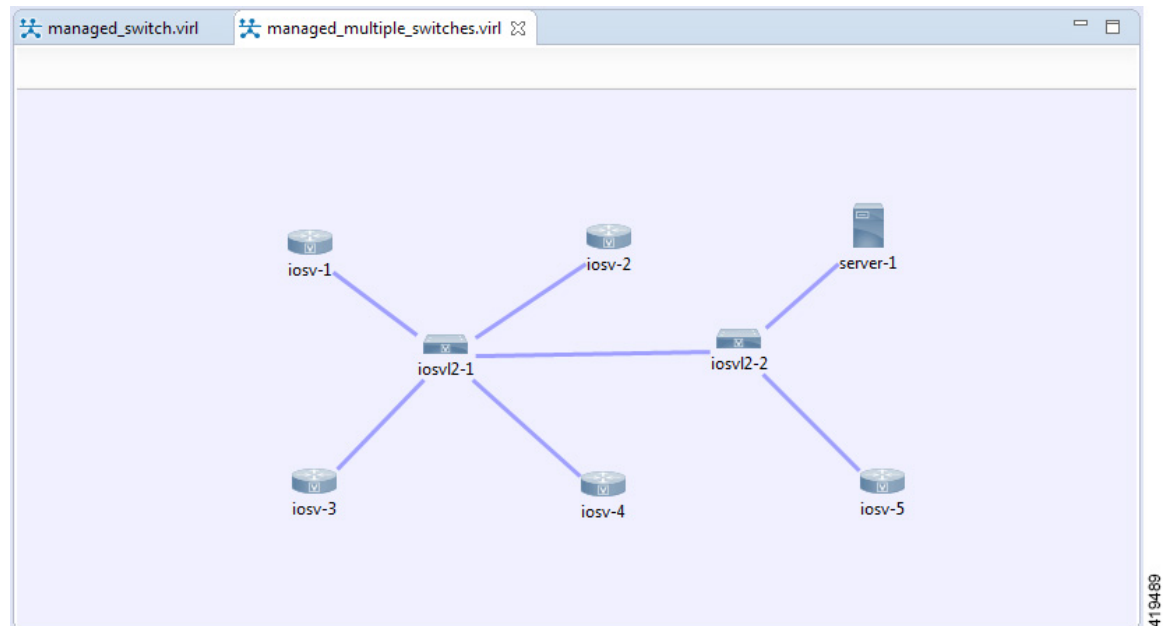 managed_switch.virl managed_multiple_switches.virl
iosv-1 iosv-2 server-1
iosvl2-1 iosvl2-2
iosv-3 iosv-4 iosv-5
419489